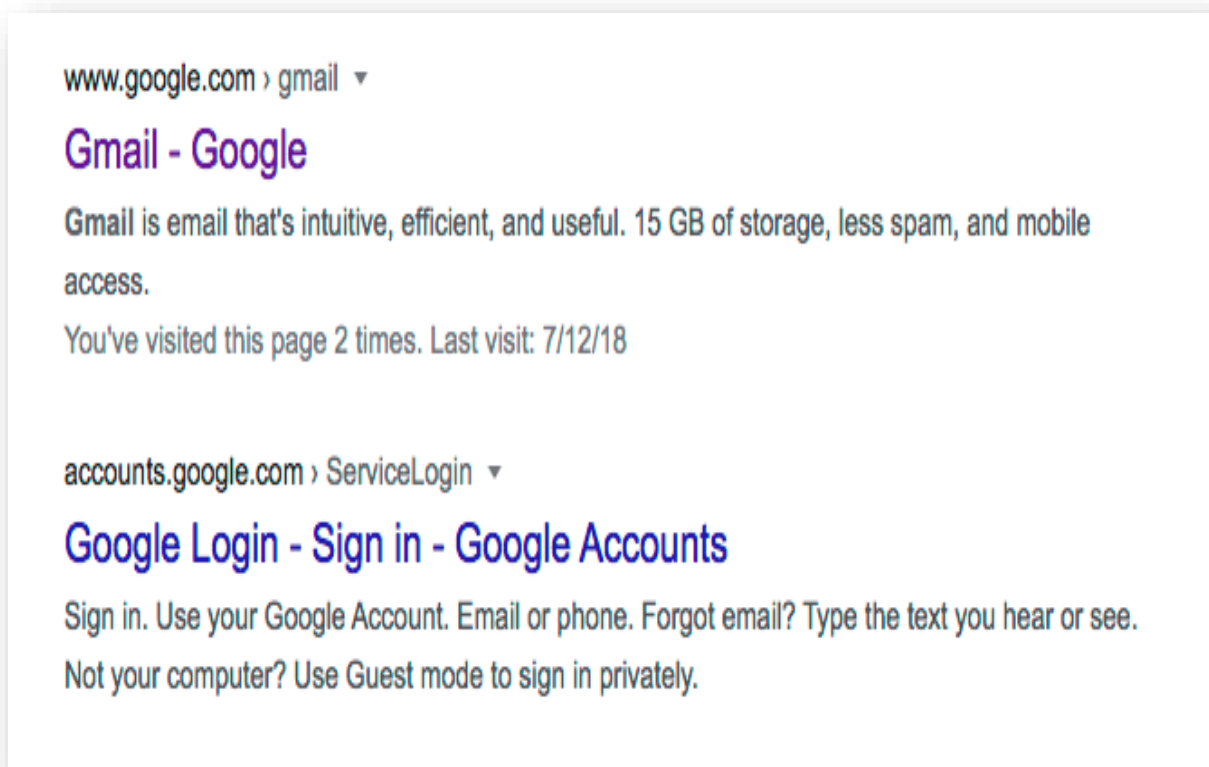 www.google.com › gmail ▼
Gmail - Google
Gmail is email that's intuitive, efficient, and useful. 15 GB of storage, less spam, and mobile
access.
You've visited this page 2 times. Last visit: 7/12/18
accounts.google.com › ServiceLogin ▼
Google Login - Sign in - Google Accounts
Sign in. Use your Google Account. Email or phone. Forgot email? Type the text you hear or see.
Not your computer? Use Guest mode to sign in privately.